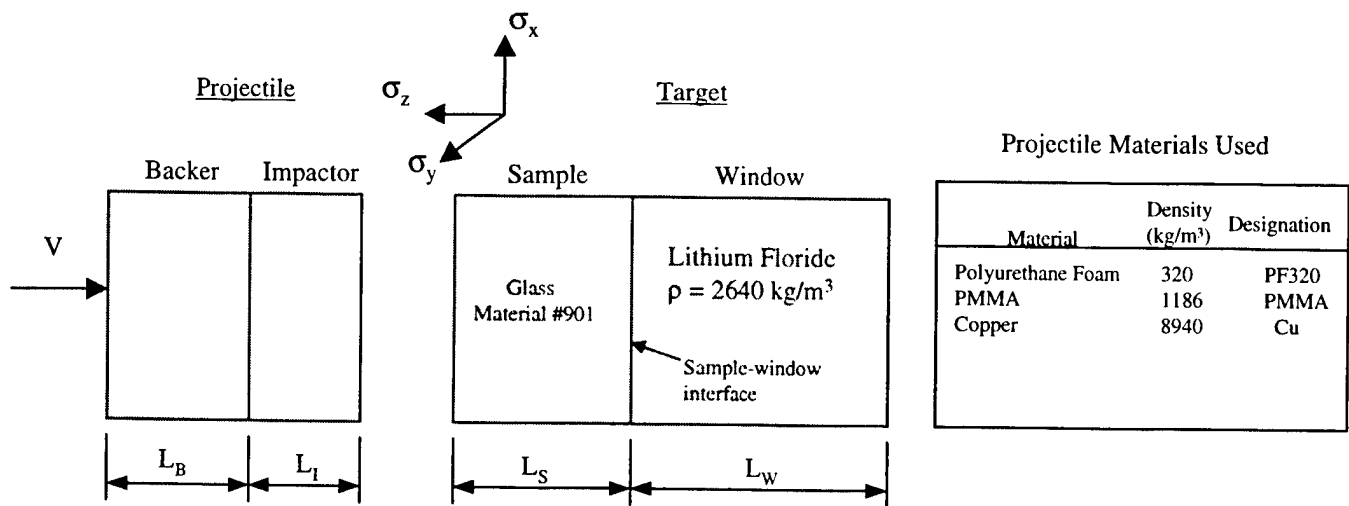 σx
Projectile
σz
Target
σy
Projectile Materials Used
Backer
Impactor
Sample
Window
V
Glass
Material #901
Lithium Floride
ρ = 2640 kg/m³
Sample-window
interface
Material
Density
(kg/m³)
Designation
Polyurethane Foam 320 PF320
PMMA 1186 PMMA
Copper 8940 Cu
LB
LI
LS
LW